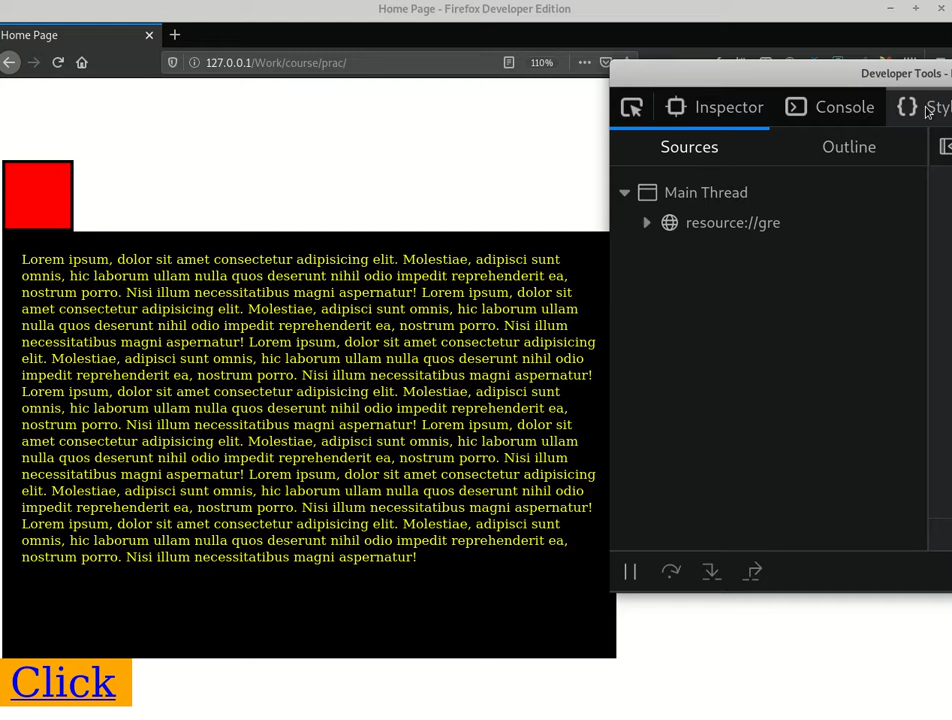 Home Page - Firefox Developer Edition
Home Page
127.0.0.1/Work/course/prac/
110%
Developer Tools -
Inspector
Console
Styl
Sources
Outline
Main Thread
resource://gre
Lorem ipsum, dolor sit amet consectetur adipisicing elit. Molestiae, adipisci sunt
omnis, hic laborum ullam nulla quos deserunt nihil odio impedit reprehenderit ea,
nostrum porro. Nisi illum necessitatibus magni aspernatur! Lorem ipsum, dolor sit
amet consectetur adipisicing elit. Molestiae, adipisci sunt omnis, hic laborum ullam
nulla quos deserunt nihil odio impedit reprehenderit ea, nostrum porro. Nisi illum
necessitatibus magni aspernatur! Lorem ipsum, dolor sit amet consectetur adipisicing
elit. Molestiae, adipisci sunt omnis, hic laborum ullam nulla quos deserunt nihil odio
impedit reprehenderit ea, nostrum porro. Nisi illum necessitatibus magni aspernatur!
Lorem ipsum, dolor sit amet consectetur adipisicing elit. Molestiae, adipisci sunt
omnis, hic laborum ullam nulla quos deserunt nihil odio impedit reprehenderit ea,
nostrum porro. Nisi illum necessitatibus magni aspernatur! Lorem ipsum, dolor sit
amet consectetur adipisicing elit. Molestiae, adipisci sunt omnis, hic laborum ullam
nulla quos deserunt nihil odio impedit reprehenderit ea, nostrum porro. Nisi illum
necessitatibus magni aspernatur! Lorem ipsum, dolor sit amet consectetur adipisicing
elit. Molestiae, adipisci sunt omnis, hic laborum ullam nulla quos deserunt nihil odio
impedit reprehenderit ea, nostrum porro. Nisi illum necessitatibus magni aspernatur!
Lorem ipsum, dolor sit amet consectetur adipisicing elit. Molestiae, adipisci sunt
omnis, hic laborum ullam nulla quos deserunt nihil odio impedit reprehenderit ea,
nostrum porro. Nisi illum necessitatibus magni aspernatur!
Click